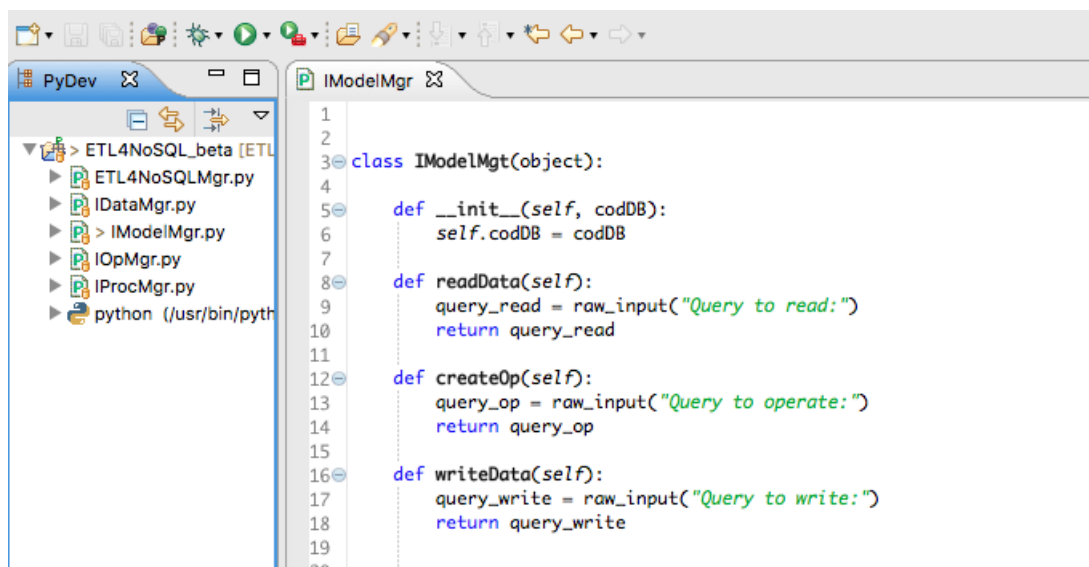 PyDev
ETL4NoSQL_beta [ETL
ETL4NoSQLMgr.py
IDataMgr.py
> IModelMgr.py
IOpMgr.py
IProcMgr.py
python (/usr/bin/pyth
IModelMgr
1
2
3 class IModelMgt(object):
4
5     def __init__(self, codDB):
6         self.codDB = codDB
7
8     def readData(self):
9         query_read = raw_input("Query to read:")
10         return query_read
11
12     def createOp(self):
13         query_op = raw_input("Query to operate:")
14         return query_op
15
16     def writeData(self):
17         query_write = raw_input("Query to write:")
18         return query_write
19